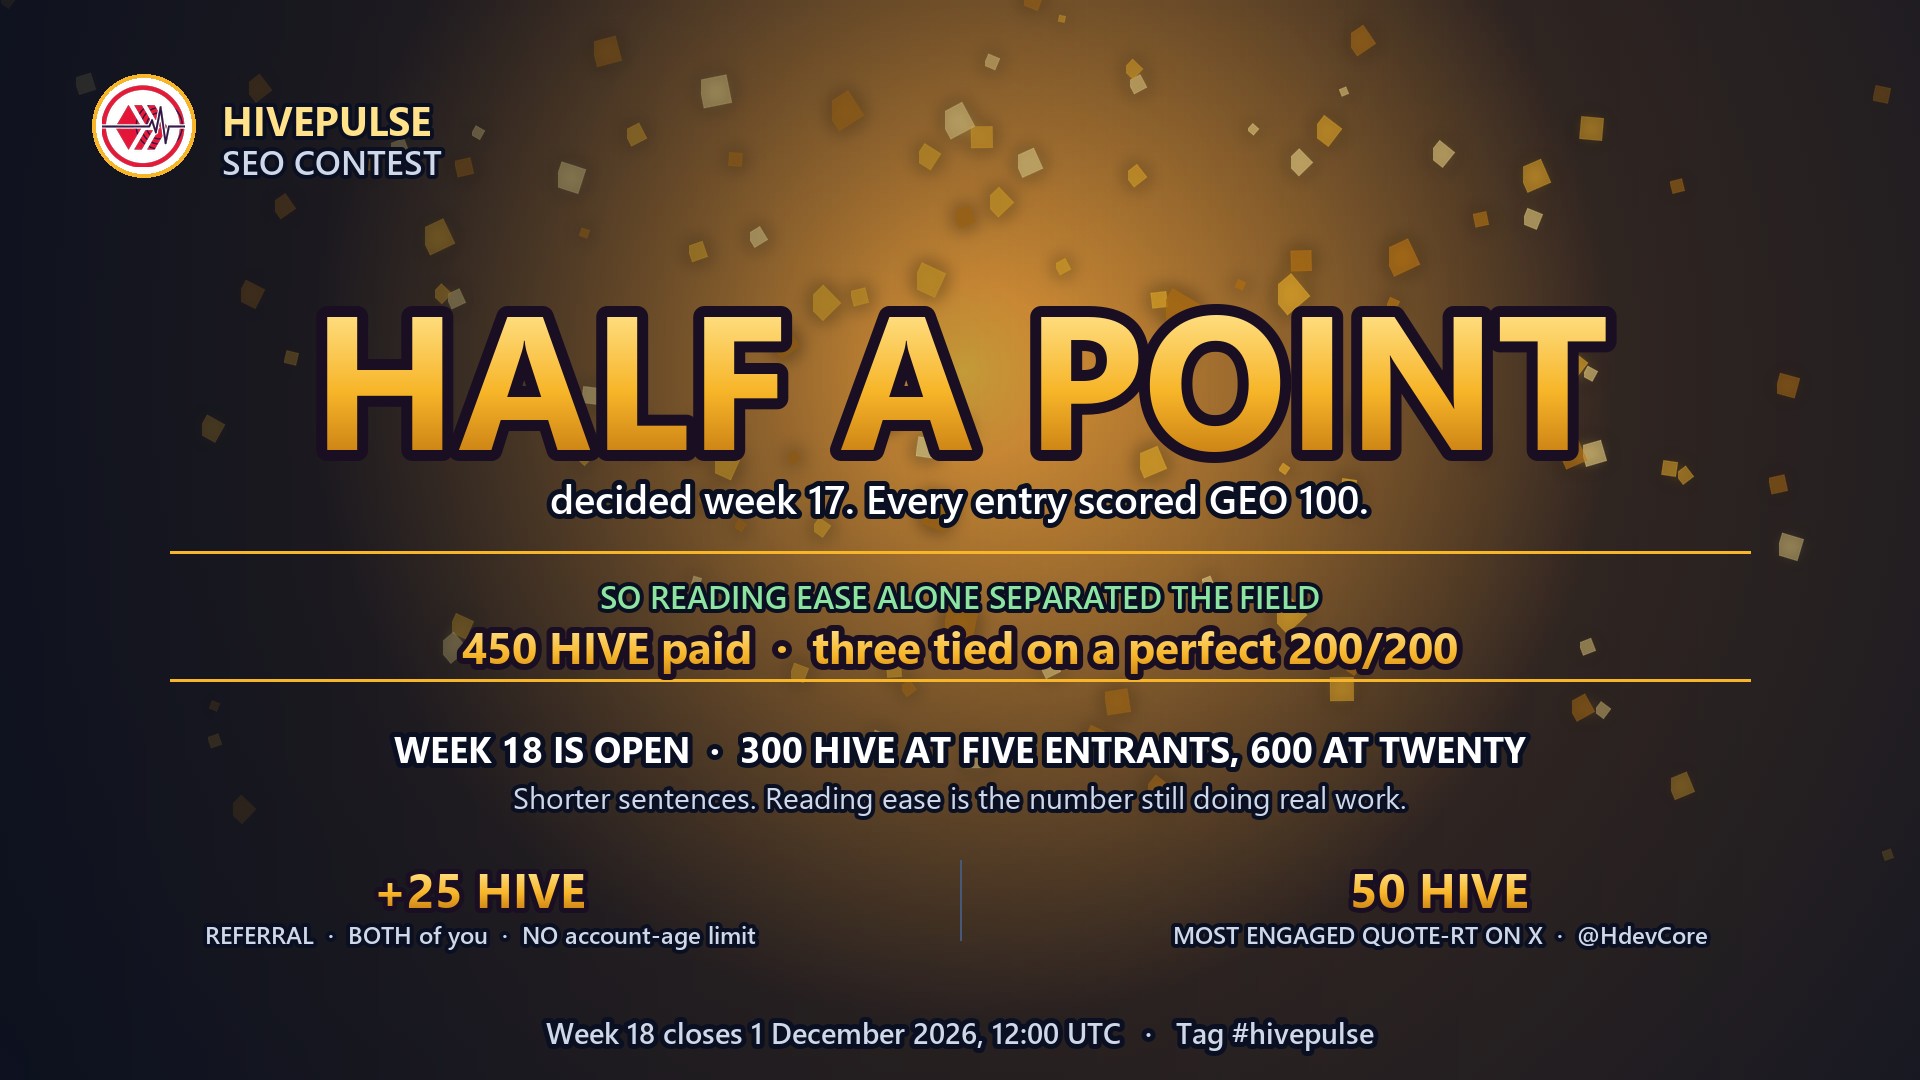 HIVEPULSE
SEO CONTEST
HALF A POINT
decided week 17. Every entry scored GEO 100.
SO READING EASE ALONE SEPARATED THE FIELD
450 HIVE paid · three tied on a perfect 200/200
WEEK 18 IS OPEN · 300 HIVE AT FIVE ENTRANTS, 600 AT TWENTY
Shorter sentences. Reading ease is the number still doing real work.
+25 HIVE
REFERRAL · BOTH of you · NO account-age limit
50 HIVE
MOST ENGAGED QUOTE-RT ON X · @HdevCore
Week 18 closes 1 December 2026, 12:00 UTC · Tag #hivepulse